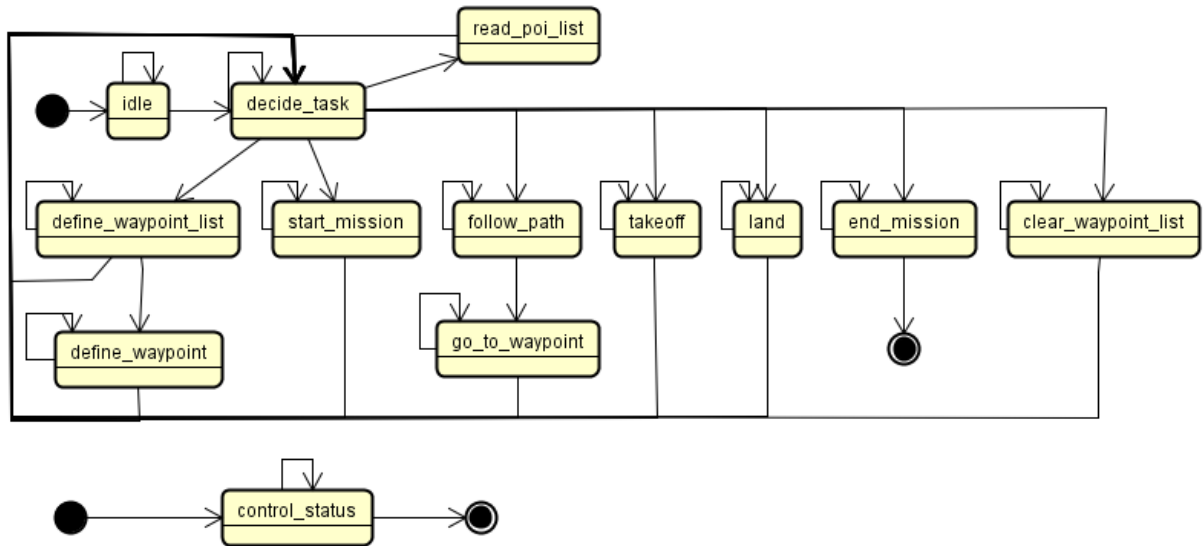 read_poi_list
idle
decide_task
define_waypoint_list
start_mission
follow_path
takeoff
land
end_mission
clear_waypoint_list
define_waypoint
go_to_waypoint
control_status